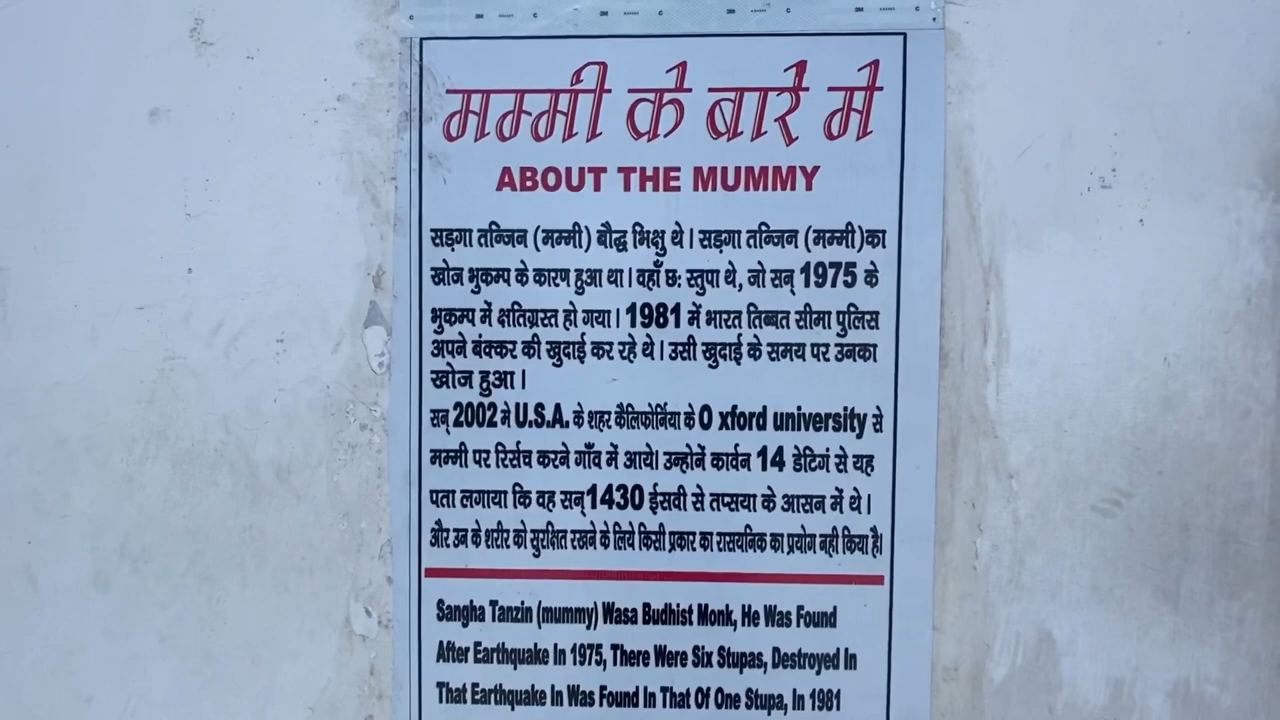 मम्मी के बारे मे
ABOUT THE MUMMY
सड़गा तन्जिन (मम्मी) बौद्ध भिक्षु थे। सड़गा तन्जिन (मम्मी)का
खोज भुकम्प के कारण हुआ था। वहाँ छः स्तुपा थे, जो सन् 1975 के
भुकम्प में क्षतिग्रस्त हो गया। 1981 में भारत तिब्बत सीमा पुलिस
अपने बंक्कर की खुदाई कर रहे थे। उसी खुदाई के समय पर उनका
खोज हुआ।
सन् 2002 मे U.S.A. के शहर कैलिफोर्निया के O xford university से
मम्मी पर रिर्सच करने गाँव में आये। उन्होनें कार्वन 14 डेटिगं से यह
पता लगाया कि वह सन् 1430 ईसवी से तप्सया के आसन में थे।
और उन के शरीर को सुरक्षित रखने के लिये किसी प्रकार का रासयनिक का प्रयोग नही किया है।
Sangha Tanzin (mummy) Wasa Budhist Monk, He Was Found
After Earthquake In 1975, There Were Six Stupas, Destroyed In
That Earthquake In Was Found In That Of One Stupa, In 1981